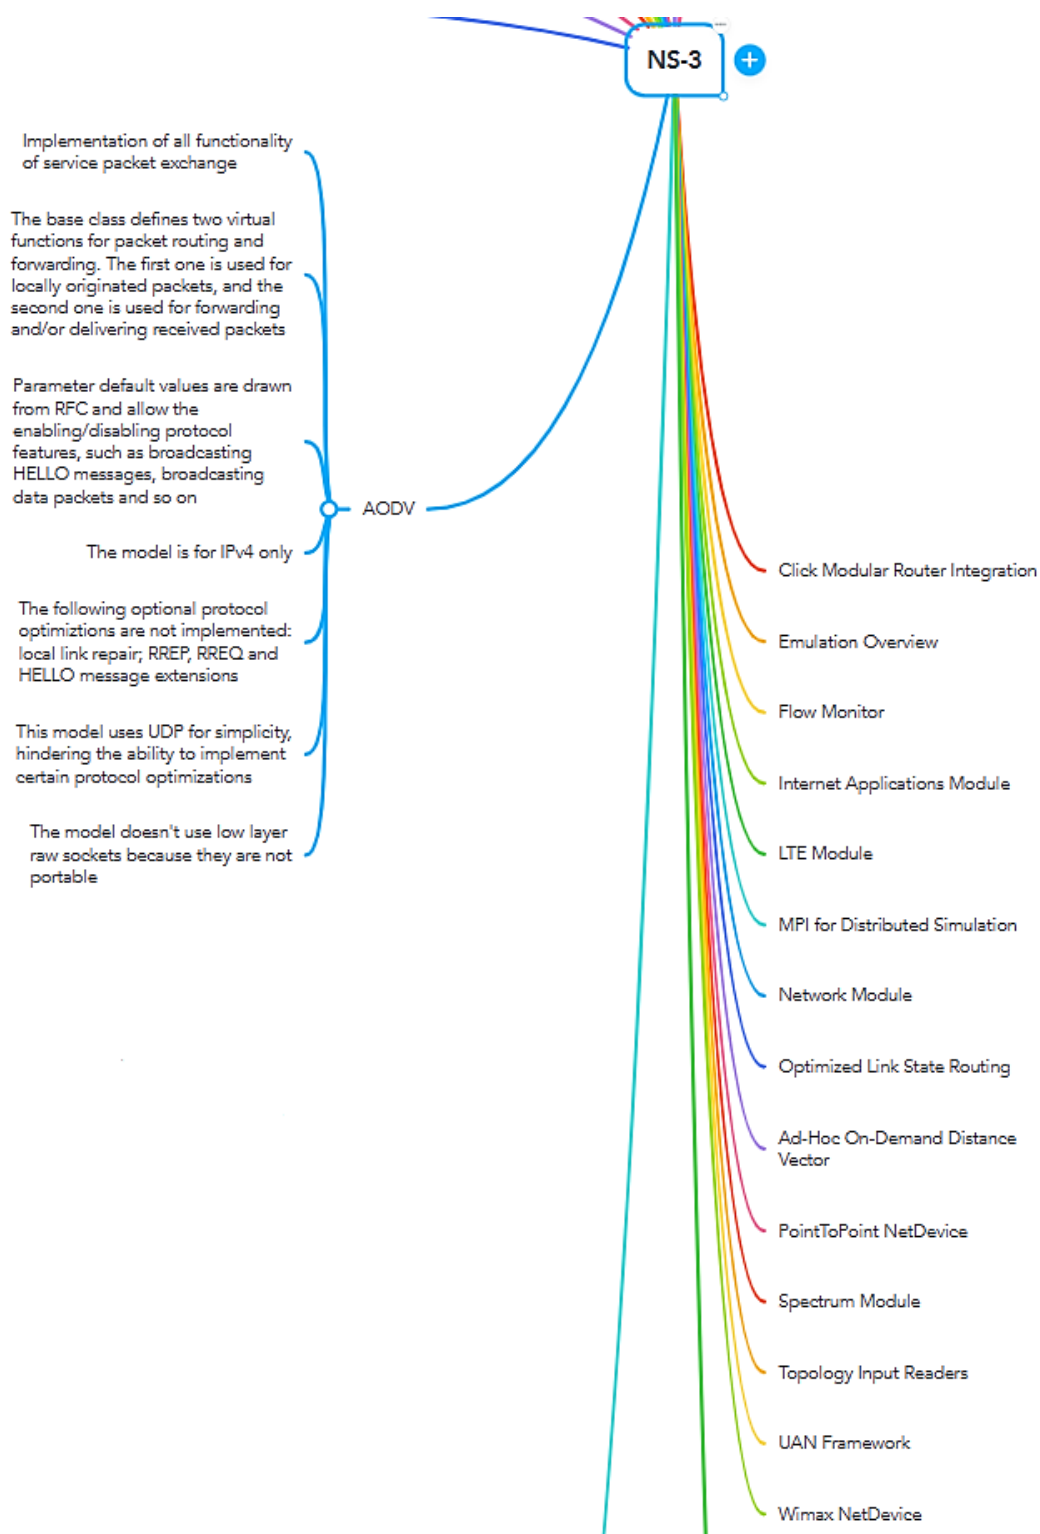 NS-3
Implementation of all functionality
of service packet exchange
The base class defines two virtual
functions for packet routing and
forwarding. The first one is used for
locally originated packets, and the
second one is used for forwarding
and/or delivering received packets
Parameter default values are drawn
from RFC and allow the
enabling/disabling protocol
features, such as broadcasting
HELLO messages, broadcasting
data packets and so on
AODV
The model is for IPv4 only
The following optional protocol
optimiztions are not implemented:
local link repair; RREP, RREQ and
HELLO message extensions
This model uses UDP for simplicity,
hindering the ability to implement
certain protocol optimizations
The model doesn't use low layer
raw sockets because they are not
portable
Click Modular Router Integration
Emulation Overview
Flow Monitor
Internet Applications Module
LTE Module
MPI for Distributed Simulation
Network Module
Optimized Link State Routing
Ad-Hoc On-Demand Distance
Vector
PointToPoint NetDevice
Spectrum Module
Topology Input Readers
UAN Framework
Wimax NetDevice